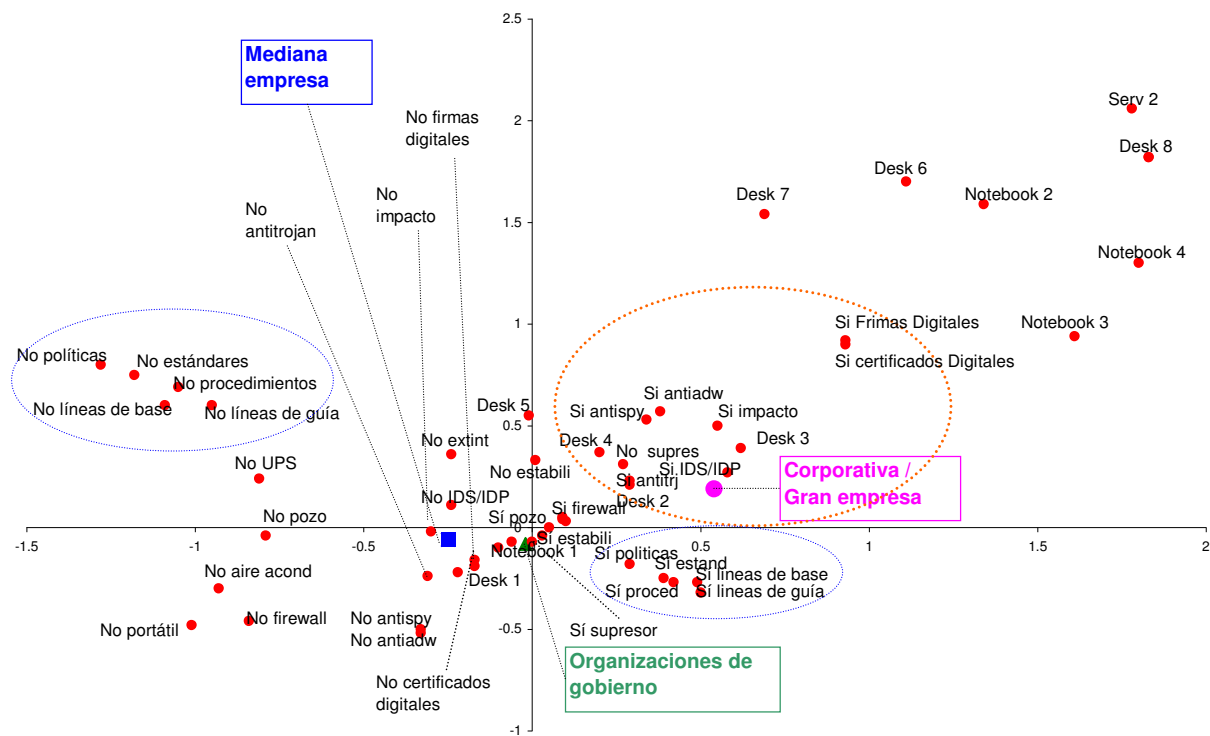 2.5
Mediana
empresa
Serv 2
2
No firmas
digitales
Desk 8
Desk 6
Desk 7
Notebook 2
No
impacto
1.5
No
antitrojan
Notebook 4
1
Si Frimas Digitales
Notebook 3
No políticas
No estándares
Si certificados Digitales
No procedimientos
Si antiadw
No líneas de base
No líneas de guía
Desk 5
0.5
Si antispy
Si impacto
No extint
Desk 4
Desk 3
No supres
No UPS
No estabili
Si IDS/IDP
Corporativa /
Gran empresa
Si antitrj
No IDS/IDP
Desk 2
Si firewall
No pozo
Sí pozo
0
-1.5
-1
-0.5
0
0.5
1
1.5
2
Si estabili
Notebook 1
Si politicas
No aire acond
Desk 1
Si estand
Sí líneas de base
Sí proced
Sí lineas de guía
No portátil
No firewall
No antispy
No antiadw
-0.5
Sí supresor
Organizaciones de
gobierno
No certificados
digitales
-1